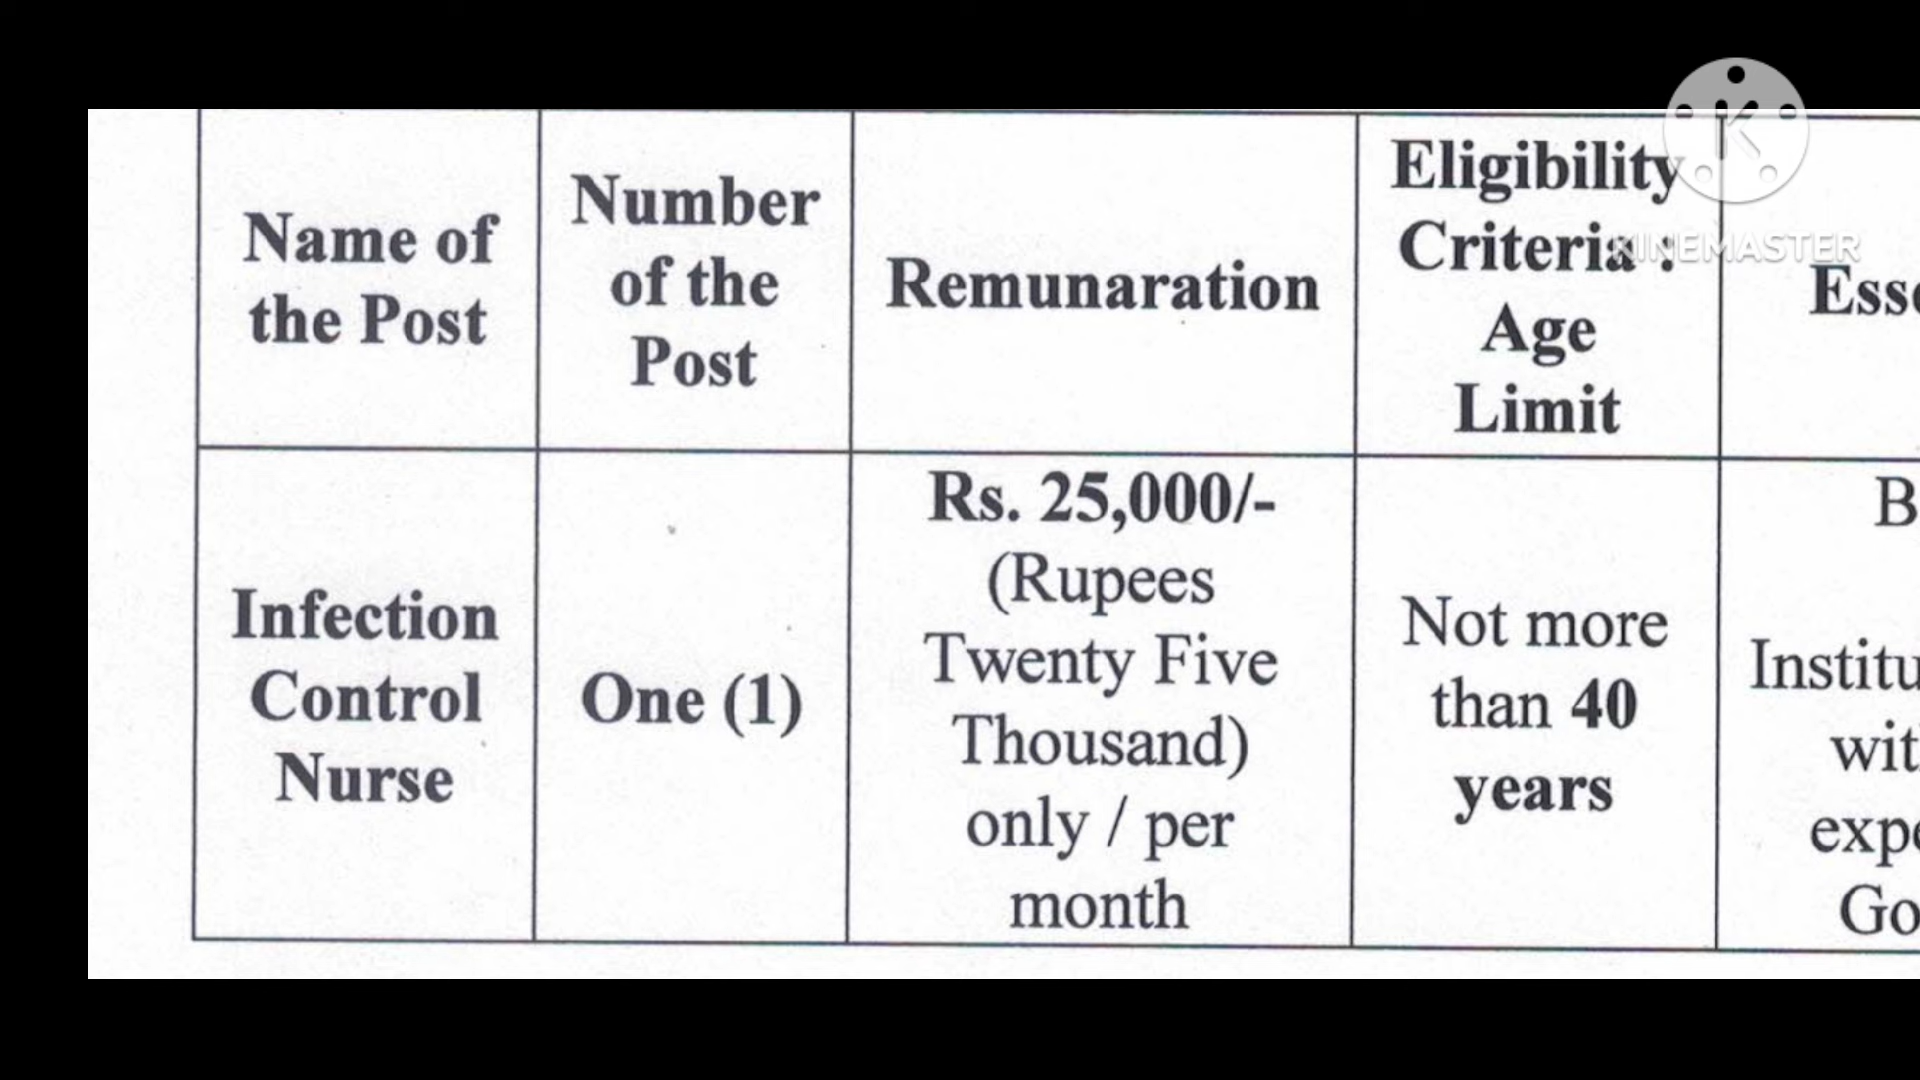 Name of
the Post
Number
of the
Post
Remunaration
Eligibility
Criteria :
Age
Limit
Infection
Control
Nurse
One (1)
Rs. 25,000/-
(Rupees
Twenty Five
Thousand)
only / per
month
Not more
than 40
years
KINEMASTER